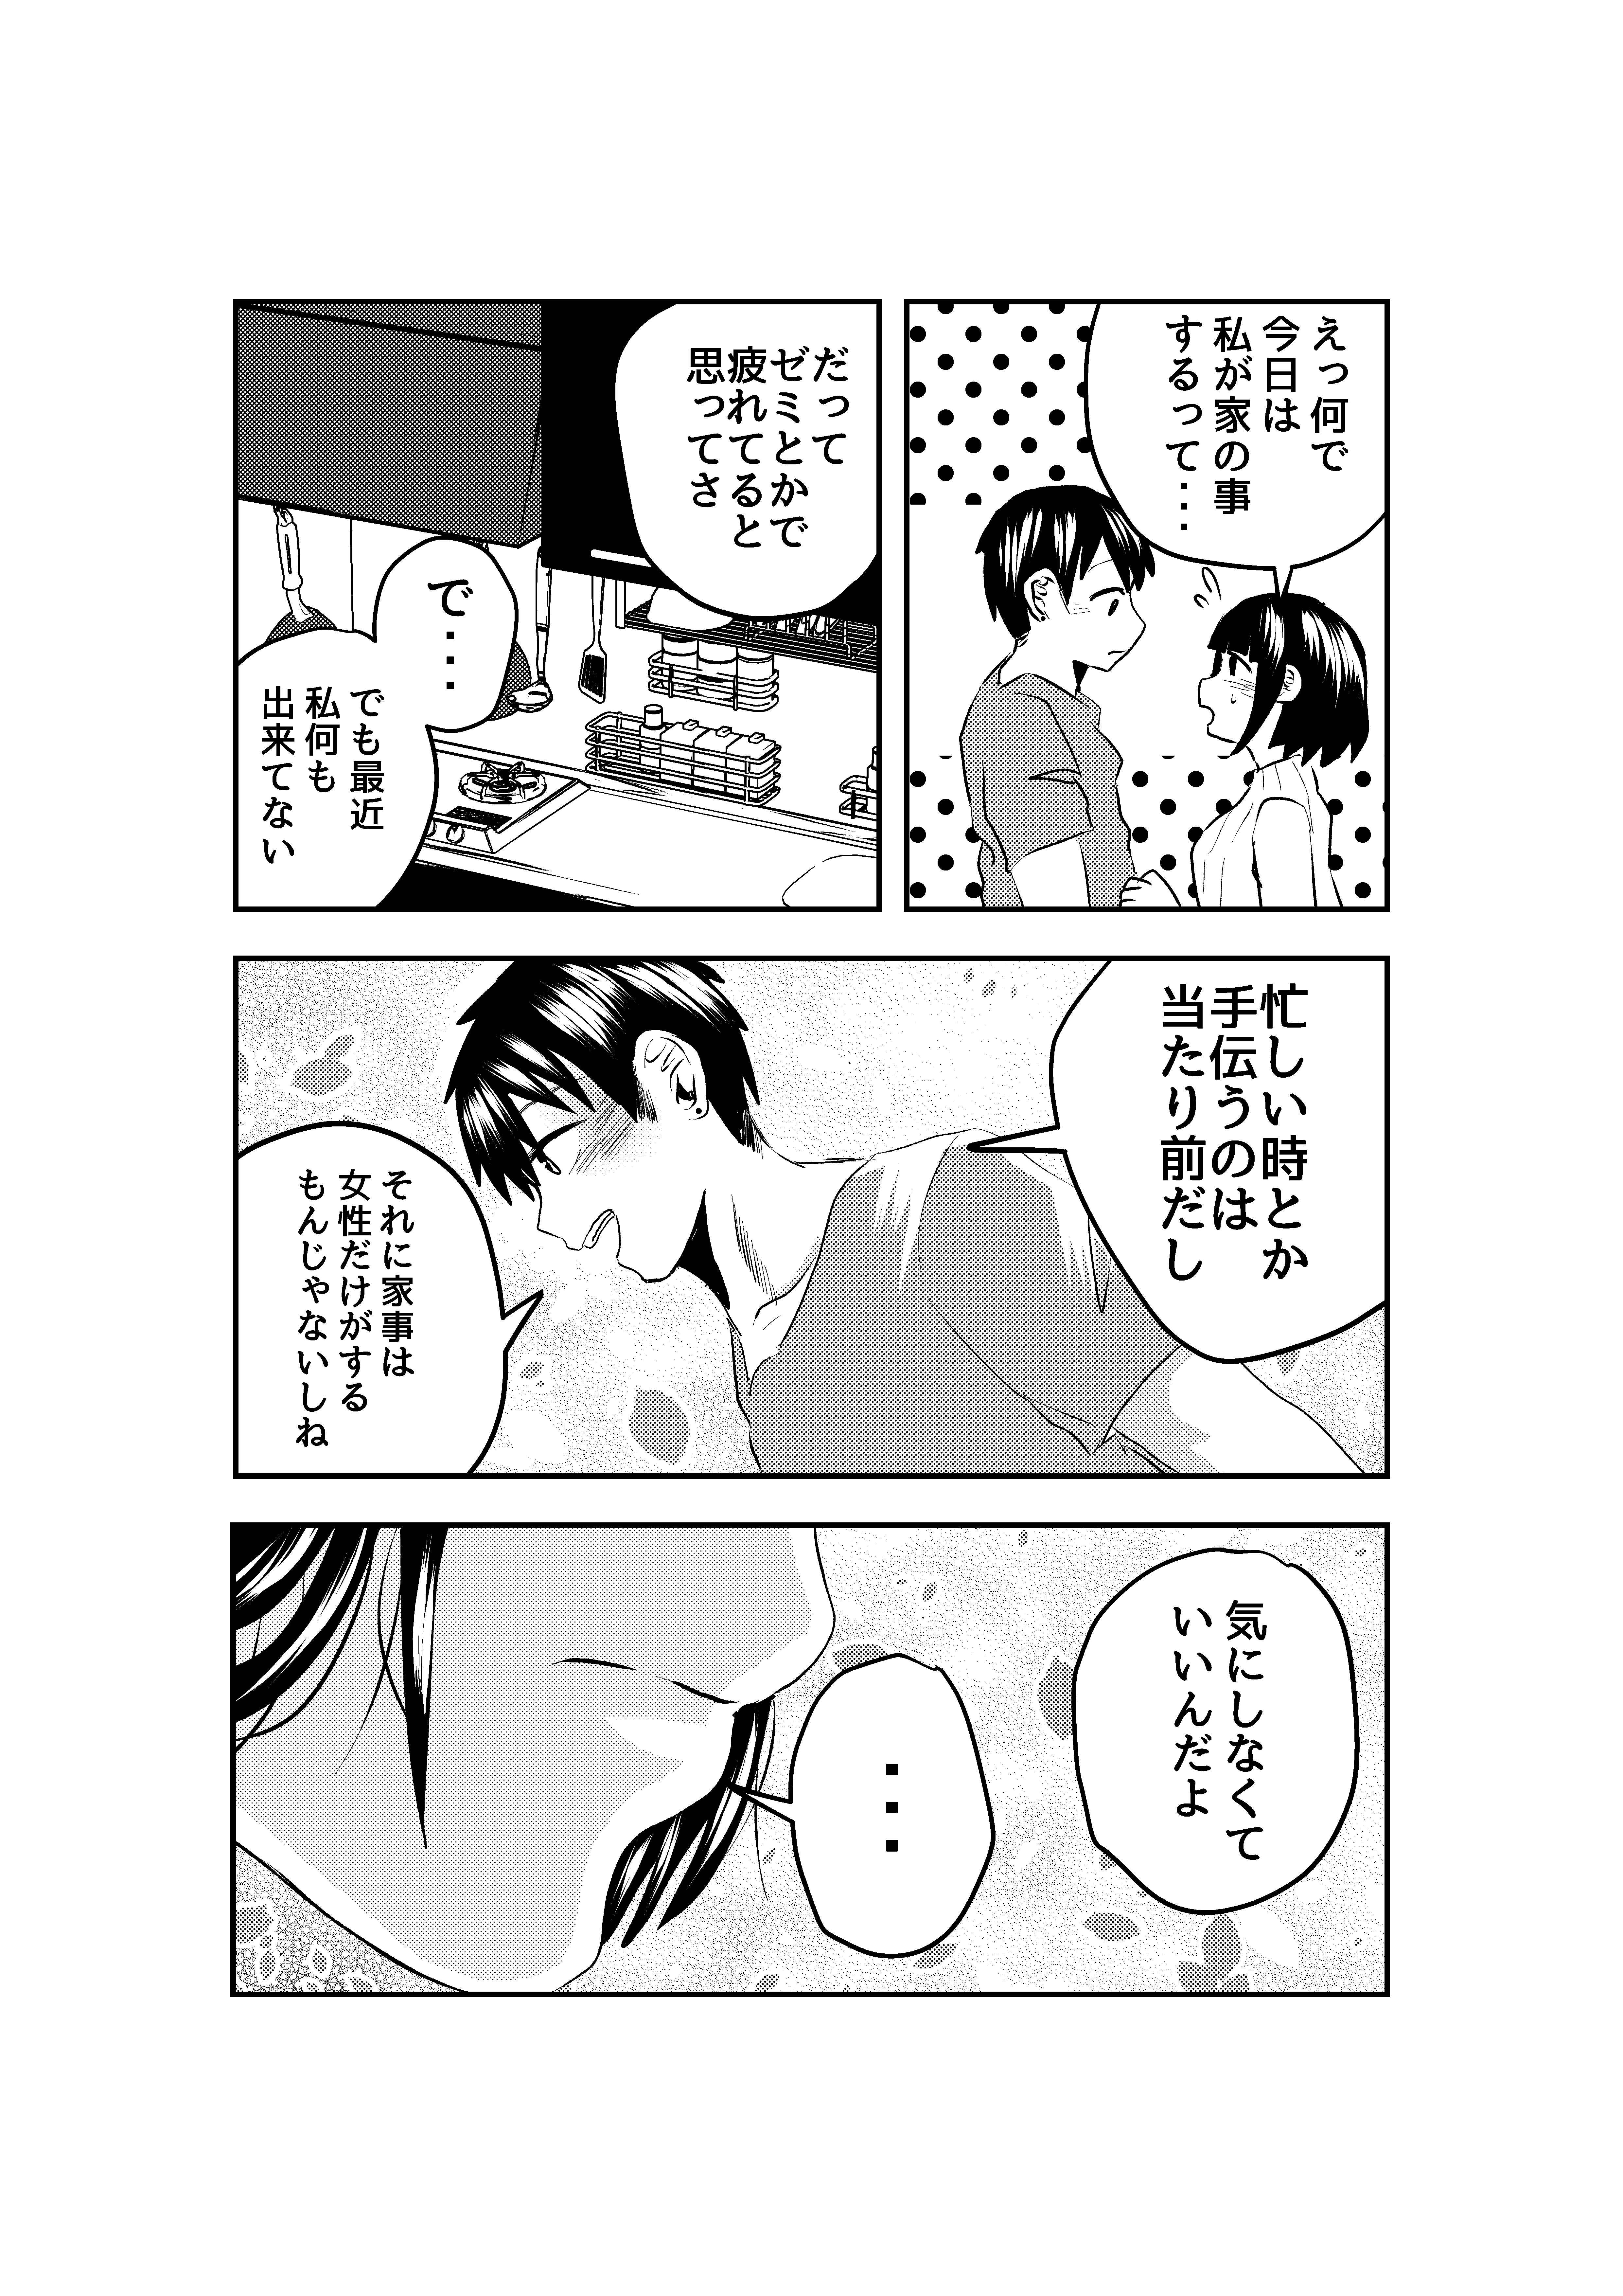 えっ何で
今日は
私が家の事
するって・・・
だって
ゼミとかで
疲れてると
思ってさ
で・・・
でも最近
私何も
出来てない
忙しい時とか
手伝うのは
当たり前だし
それに家事は
女性だけがする
もんじゃないしね
気にしなくて
いいんだよ
・・・